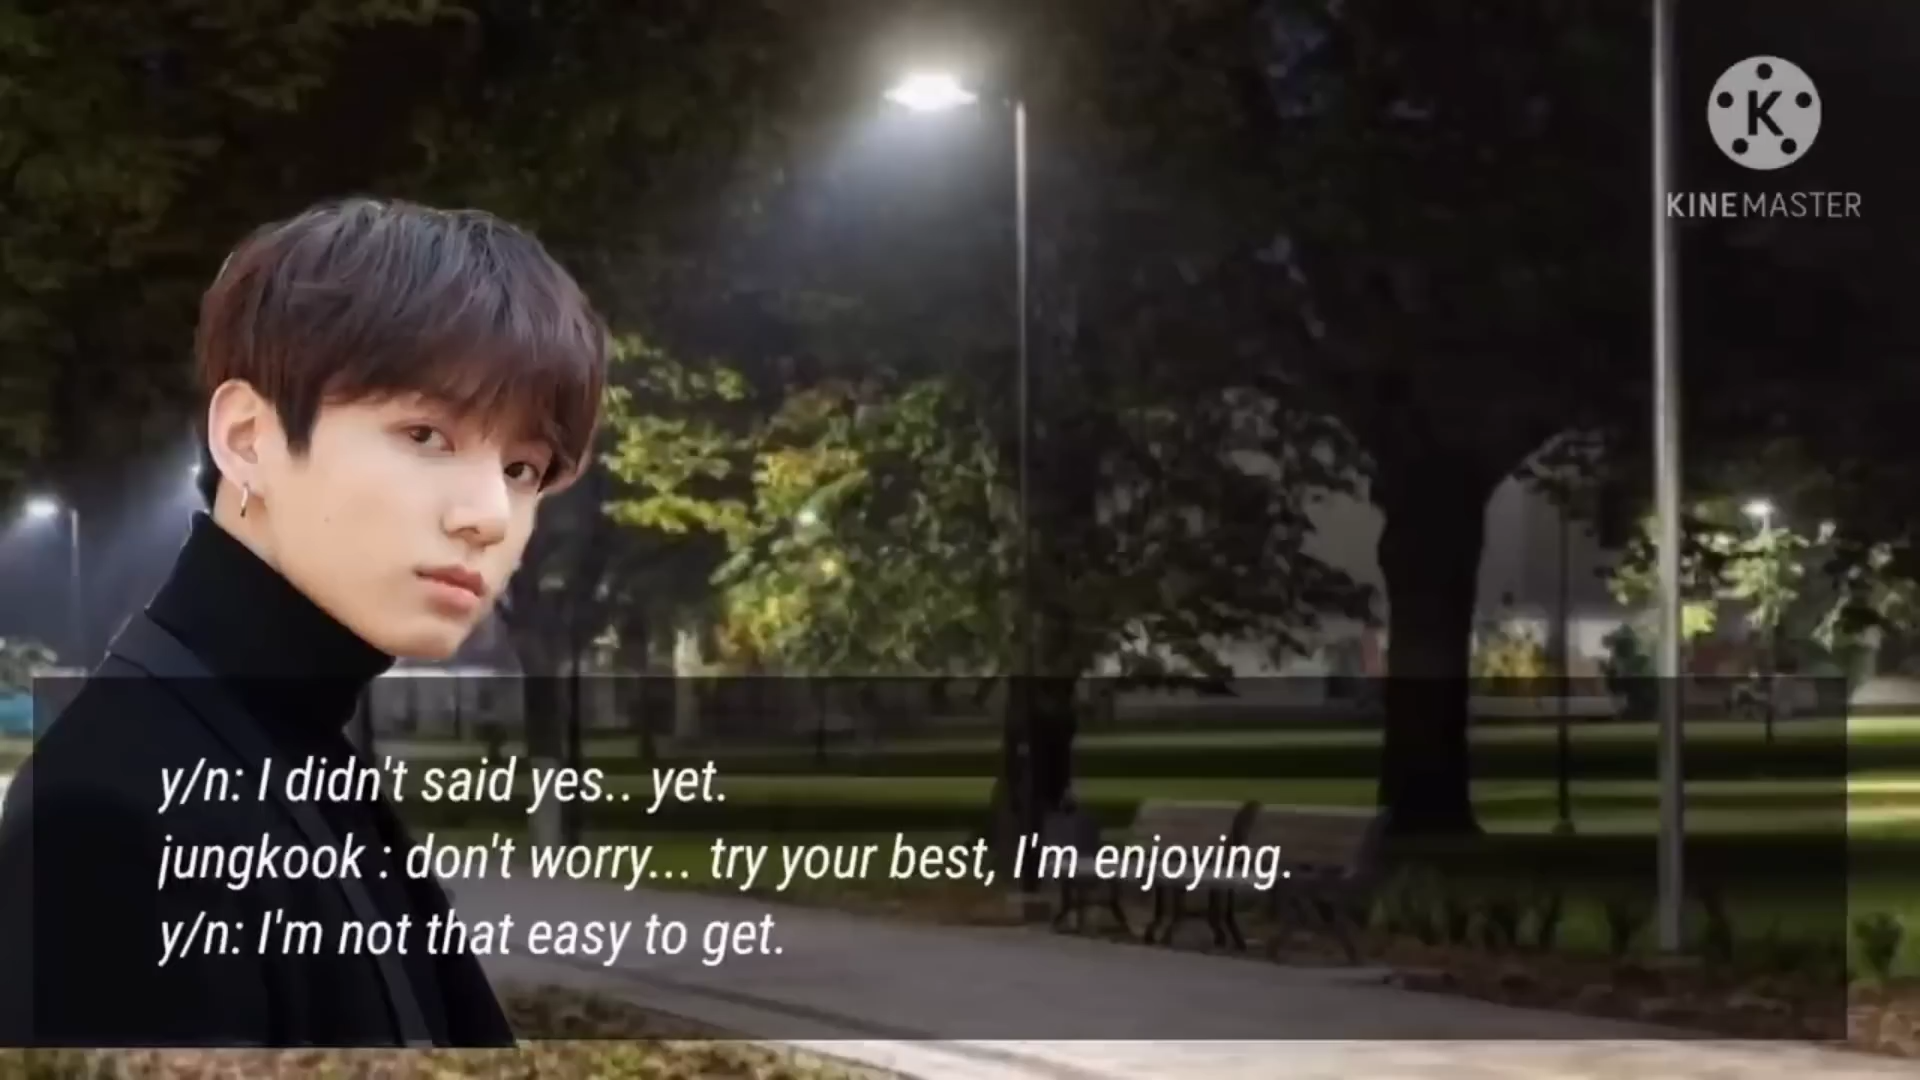 K
KINEMASTER
y/n: I didn't said yes.. yet.
jungkook : don't worry... try your best, I'm enjoying.
y/n: I'm not that easy to get.